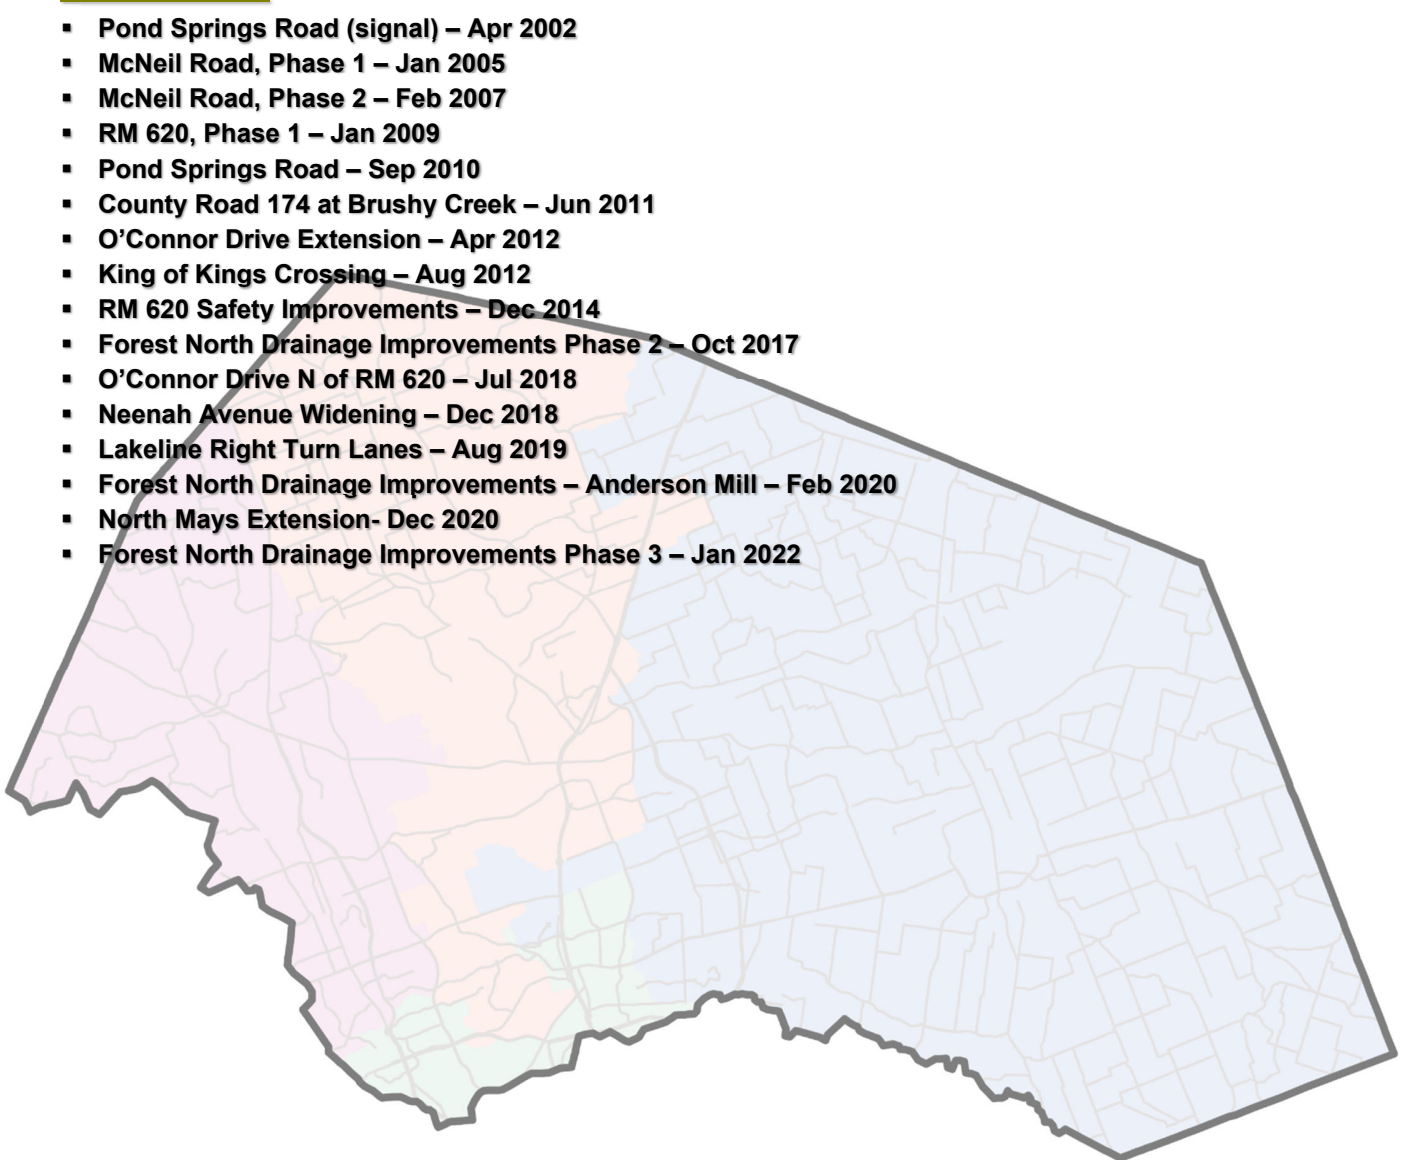 ▪ Pond Springs Road (signal) – Apr 2002
▪ McNeil Road, Phase 1 – Jan 2005
▪ McNeil Road, Phase 2 – Feb 2007
▪ RM 620, Phase 1 – Jan 2009
▪ Pond Springs Road – Sep 2010
▪ County Road 174 at Brushy Creek – Jun 2011
▪ O’Connor Drive Extension – Apr 2012
▪ King of Kings Crossing – Aug 2012
▪ RM 620 Safety Improvements – Dec 2014
▪ Forest North Drainage Improvements Phase 2 – Oct 2017
▪ O’Connor Drive N of RM 620 – Jul 2018
▪ Neenah Avenue Widening – Dec 2018
▪ Lakeline Right Turn Lanes – Aug 2019
▪ Forest North Drainage Improvements – Anderson Mill – Feb 2020
▪ North Mays Extension- Dec 2020
▪ Forest North Drainage Improvements Phase 3 – Jan 2022